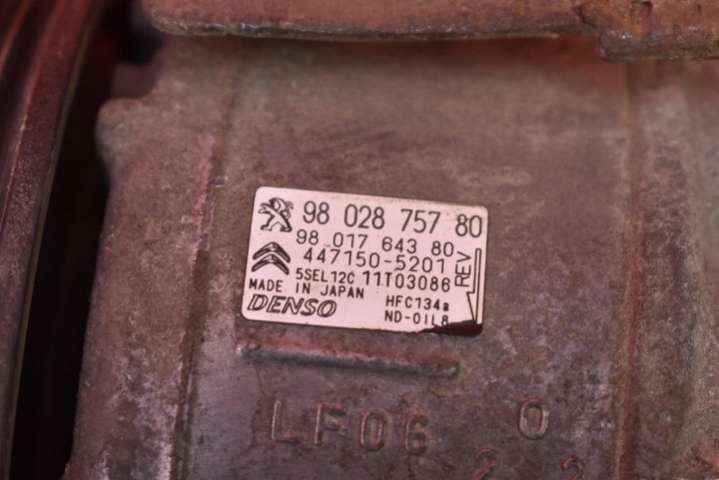 98 028 757 80
98 017 643 80
447150-5201
5SEL12C 11T03086
REV
MADE IN JAPAN
HFC134a
DENSO
ND-OIL8
LF06 0